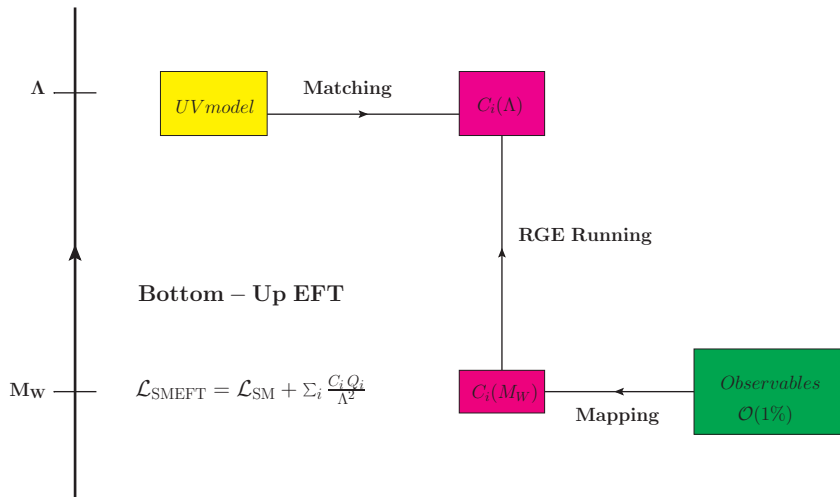 Matching
Λ
UV model
C_i(Λ)
RGE Running
Bottom – Up EFT
M_W
ℒ_SMEFT = ℒ_SM + Σ_i C_i Q_i / Λ²
C_i(M_W)
Observables
𝒪(1%)
Mapping